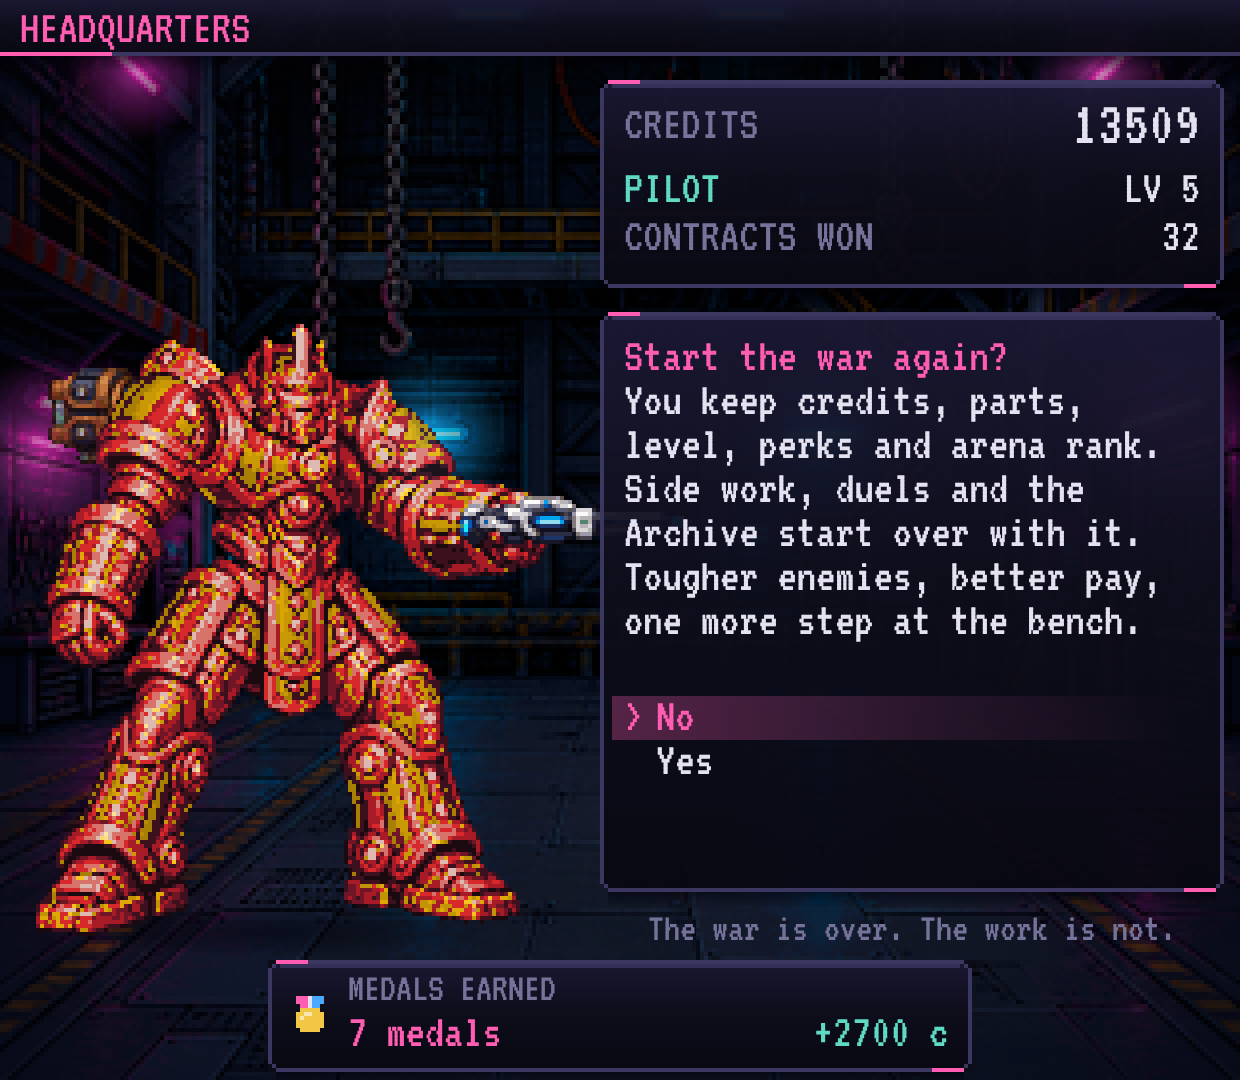 HEADQUARTERS
CREDITS 13509
PILOT LV 5
CONTRACTS WON 32
Start the war again?
You keep credits, parts,
level, perks and arena rank.
Side work, duels and the
Archive start over with it.
Tougher enemies, better pay,
one more step at the bench.
> No
Yes
The war is over. The work is not.
MEDALS EARNED
7 medals +2700 c